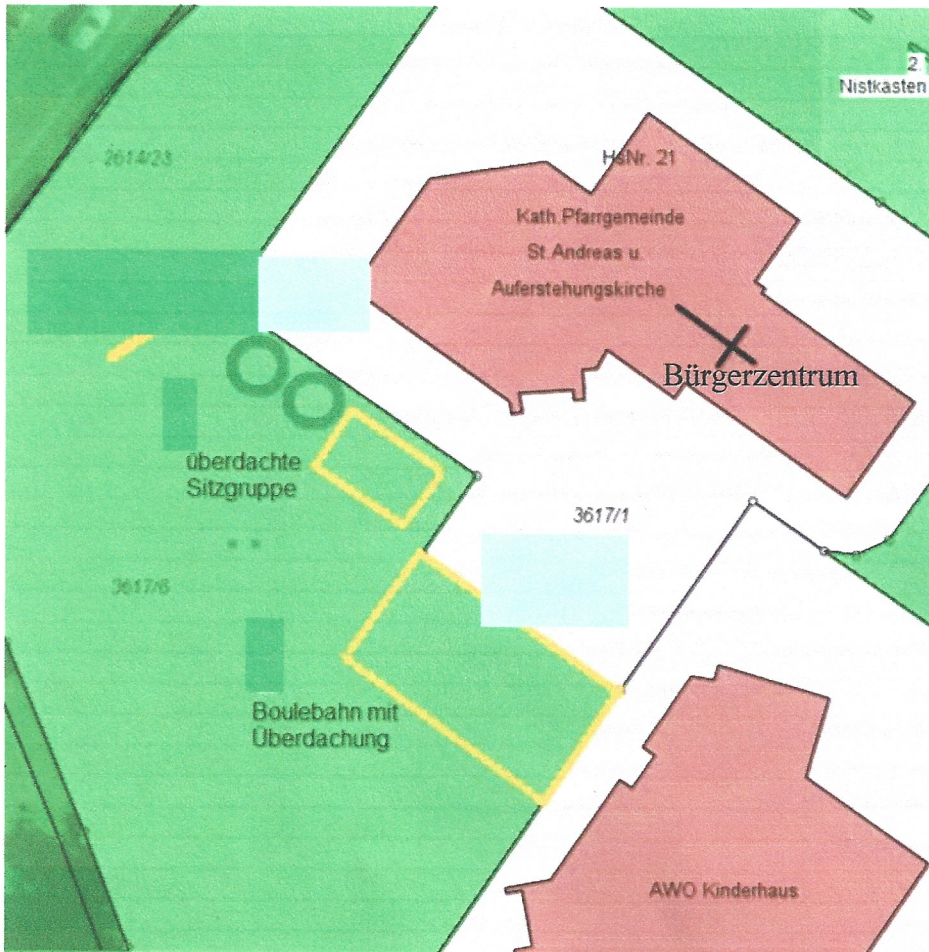 2.
Nistkasten
2614/23
HsNr. 21
Kath.Pfarrgemeinde
St.Andreas u.
Auferstehungskirche
Bürgerzentrum
überdachte
Sitzgruppe
3617/1
3617/6
Boulebahn mit
Überdachung
AWO Kinderhaus